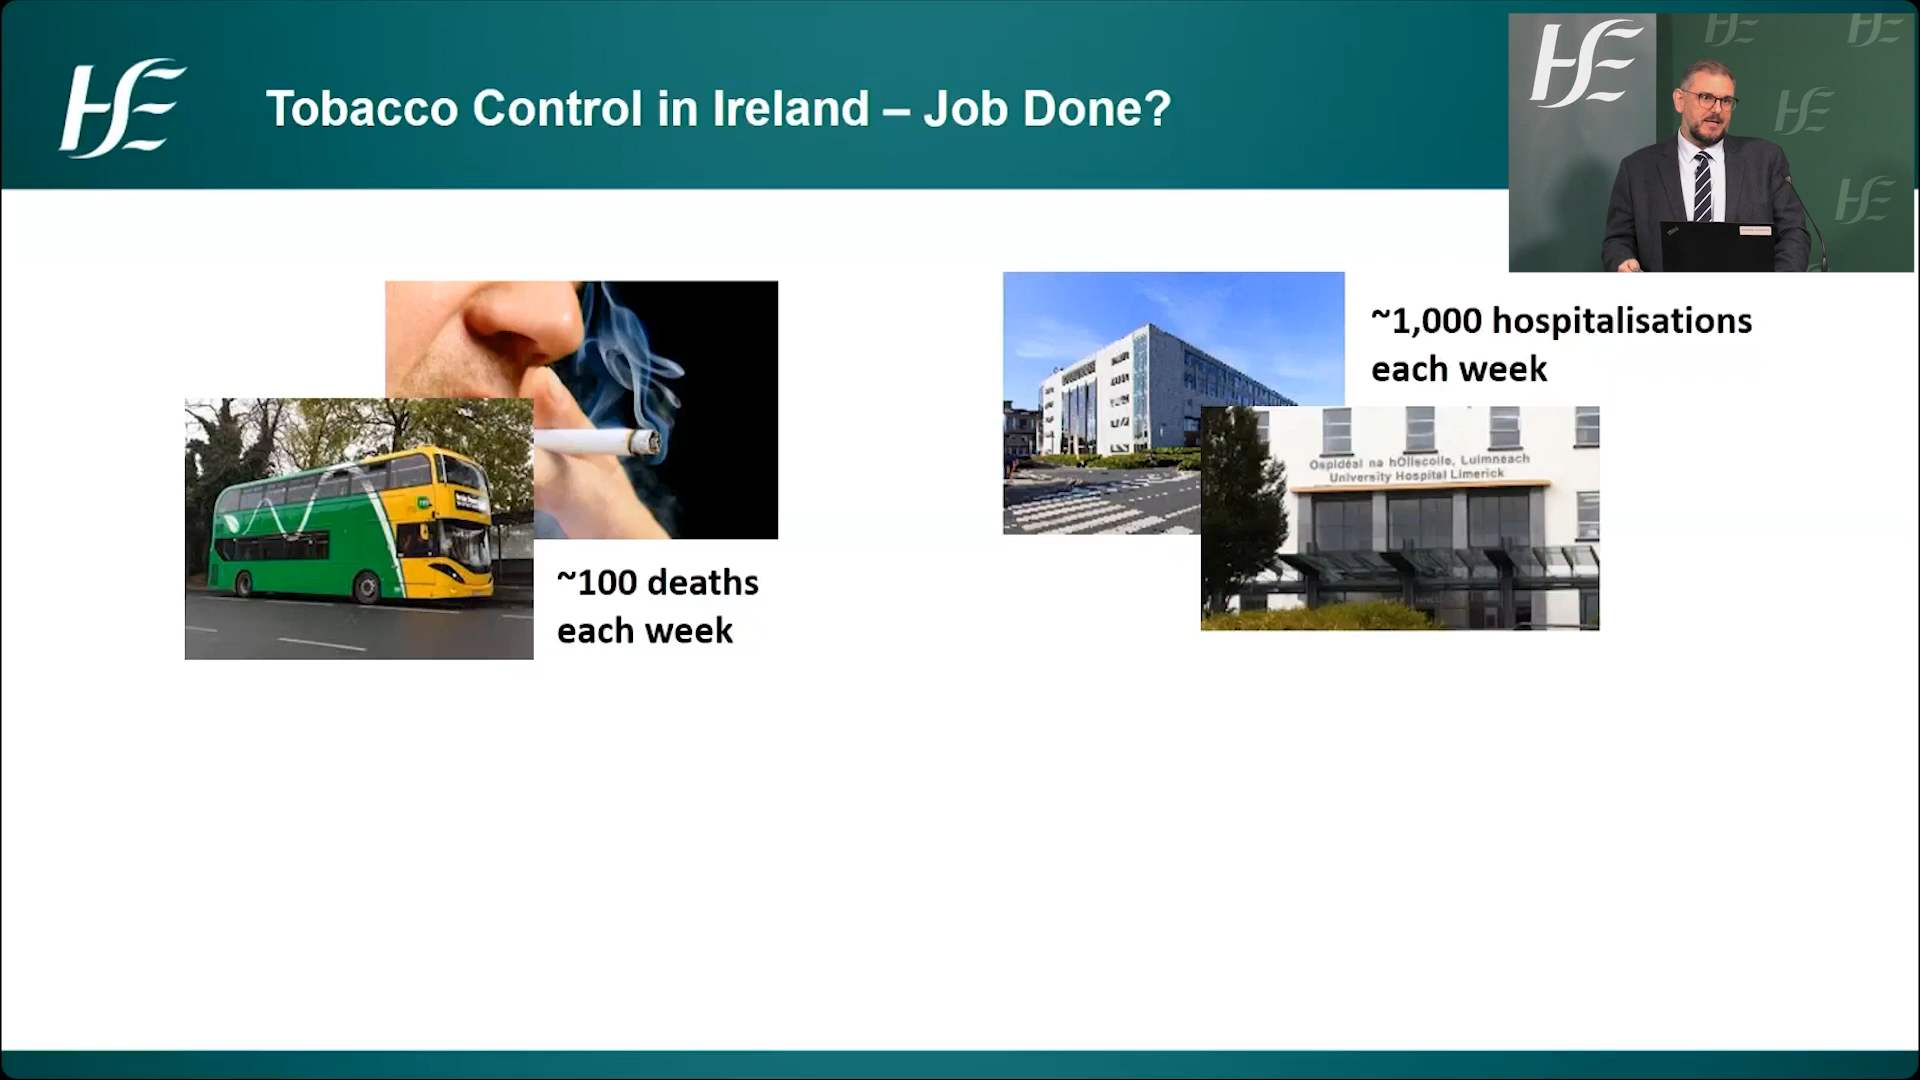 HSE
Tobacco Control in Ireland – Job Done?
HSE
~1,000 hospitalisations
each week
Ospidéal na hOllscoile, Luimneach
University Hospital Limerick
~100 deaths
each week